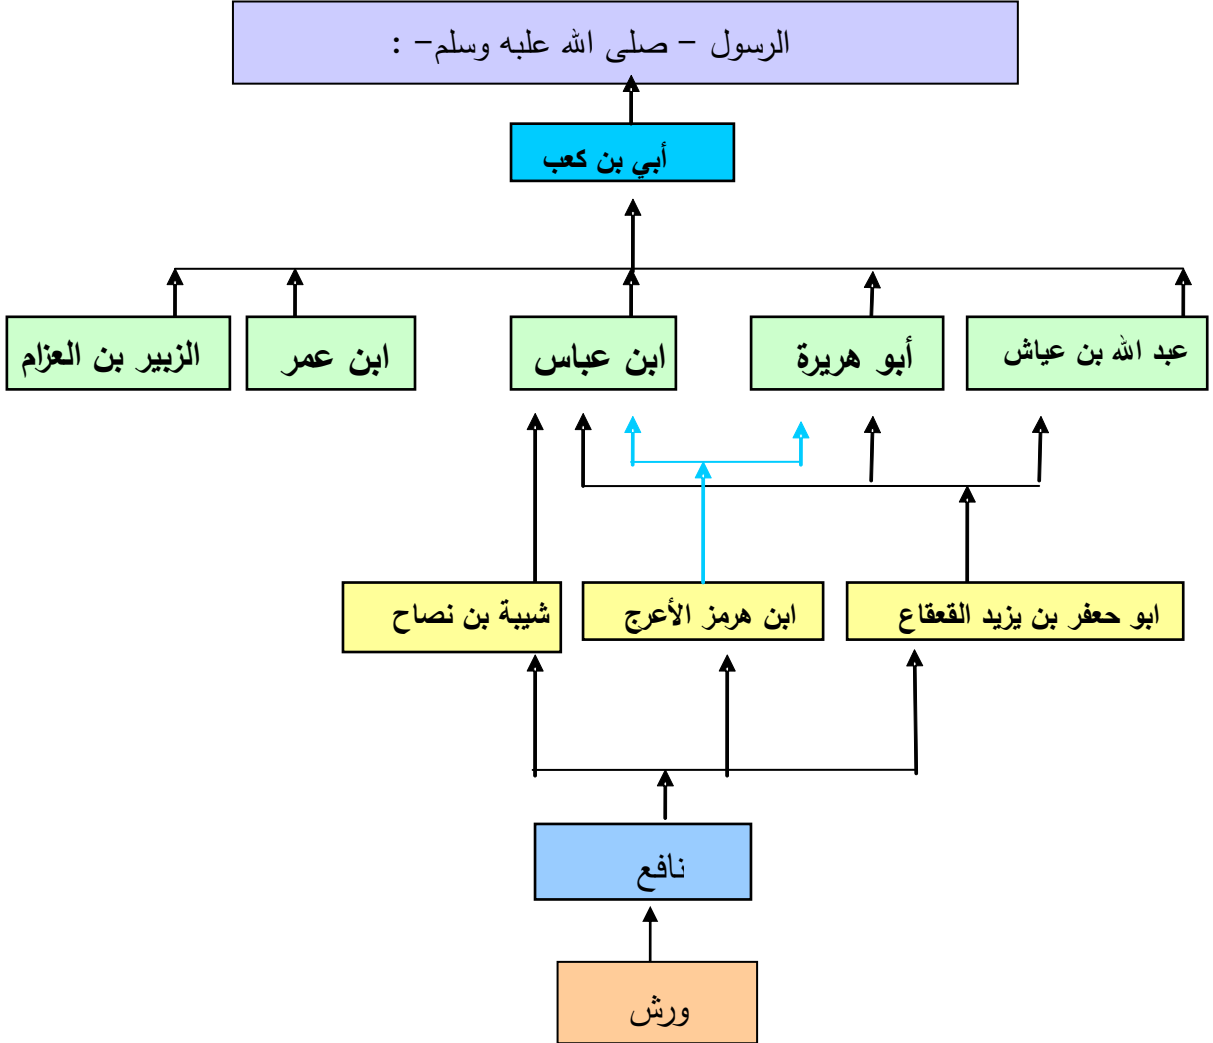 الرسول – صلى الله علبه وسلم– :
أبي بن كعب
عبد الله بن عياش
أبو هريرة
ابن عباس
ابن عمر
الزبير بن العزام
ابو حعفر بن يزيد القعقاع
ابن هرمز الأعرج
شيبة بن نصاح
نافع
ورش